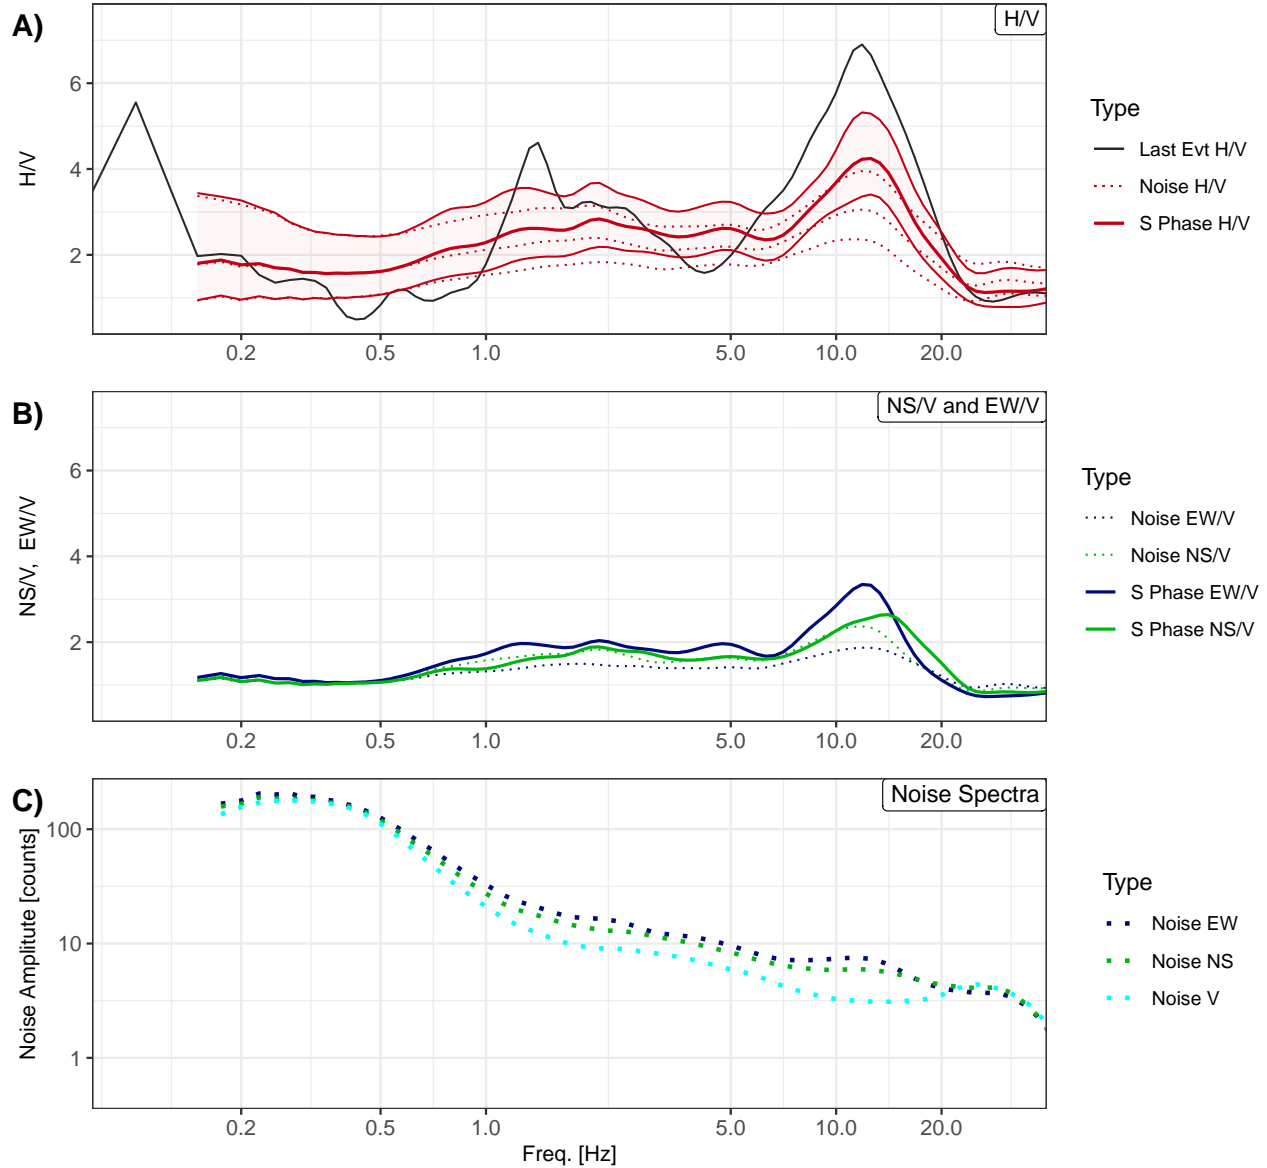 A)
H/V
H/V
6
4
2
0.2 0.5 1.0 5.0 10.0 20.0
Type
Last Evt H/V
Noise H/V
S Phase H/V
B)
NS/V and EW/V
NS/V, EW/V
6
4
2
0.2 0.5 1.0 5.0 10.0 20.0
Type
Noise EW/V
Noise NS/V
S Phase EW/V
S Phase NS/V
C)
Noise Spectra
Noise Amplitute [counts]
100
10
1
0.2 0.5 1.0 5.0 10.0 20.0
Freq. [Hz]
Type
Noise EW
Noise NS
Noise V